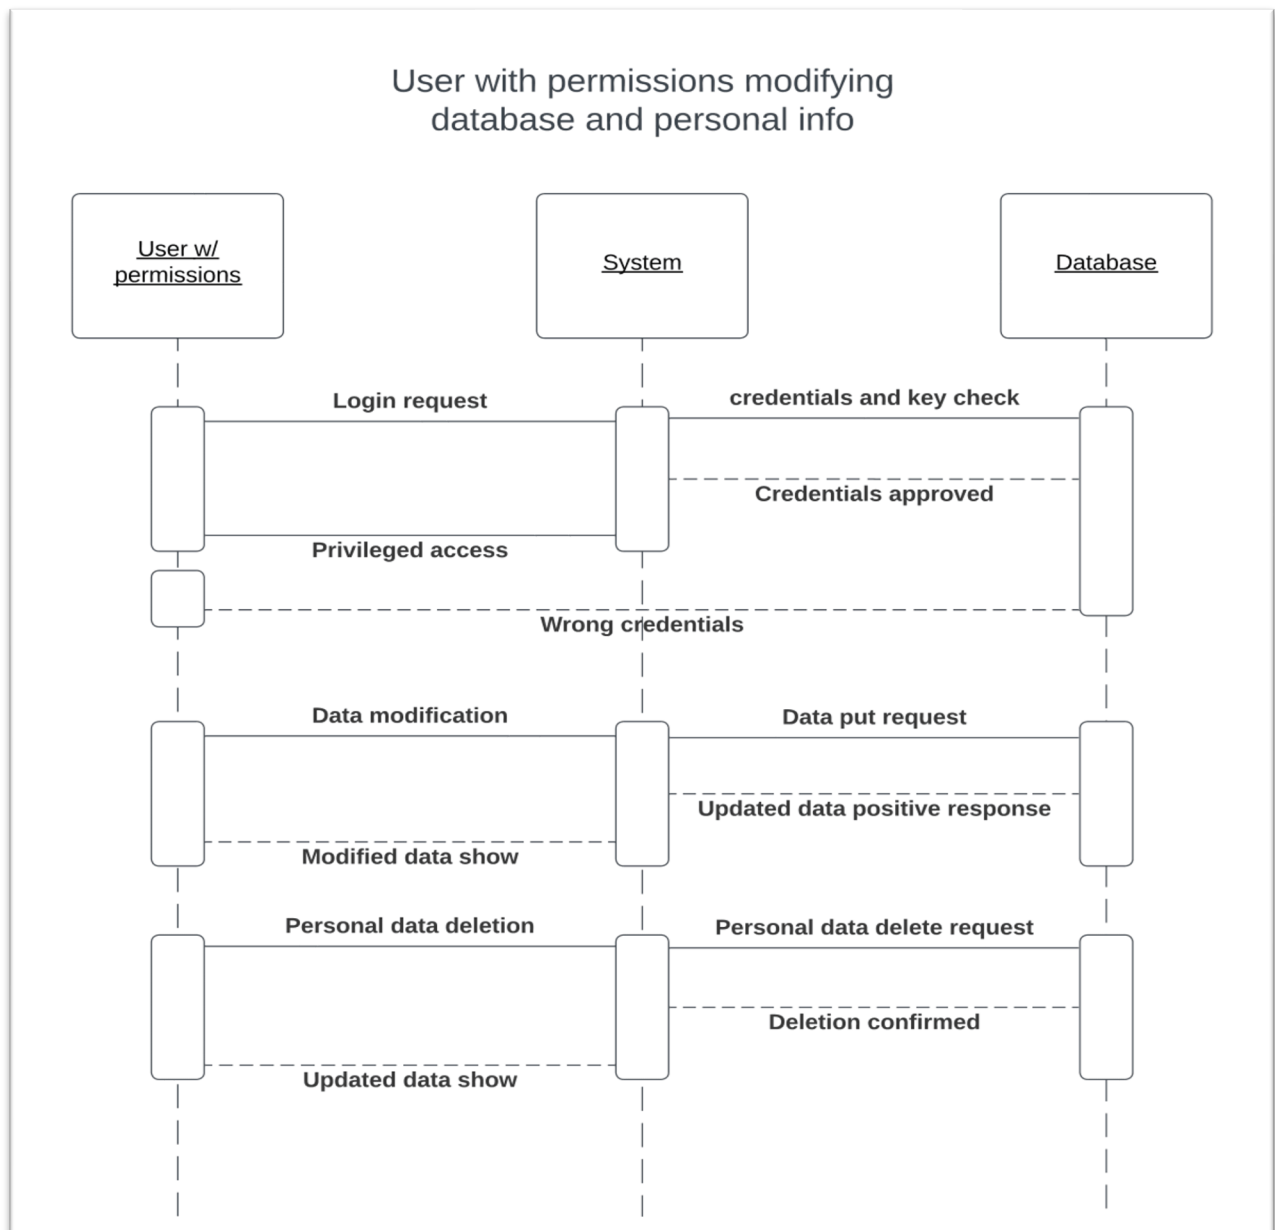 User with permissions modifying
database and personal info
User w/
permissions
System
Database
Login request
credentials and key check
Credentials approved
Privileged access
Wrong credentials
Data modification
Data put request
Updated data positive response
Modified data show
Personal data deletion
Personal data delete request
Deletion confirmed
Updated data show